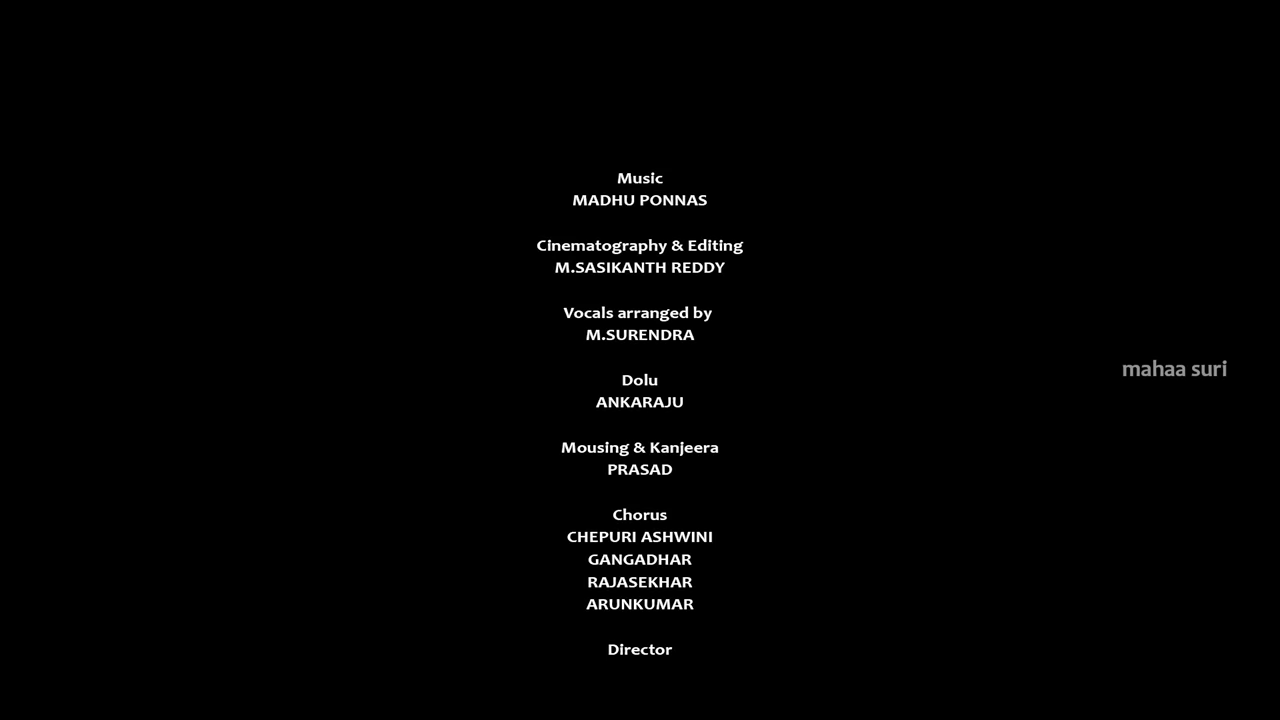 Music
MADHU PONNAS
Cinematography & Editing
M.SASIKANTH REDDY
Vocals arranged by
M.SURENDRA
Dolu
ANKARAJU
Mousing & Kanjeera
PRASAD
Chorus
CHEPURI ASHWINI
GANGADHAR
RAJASEKHAR
ARUNKUMAR
Director
mahaa suri